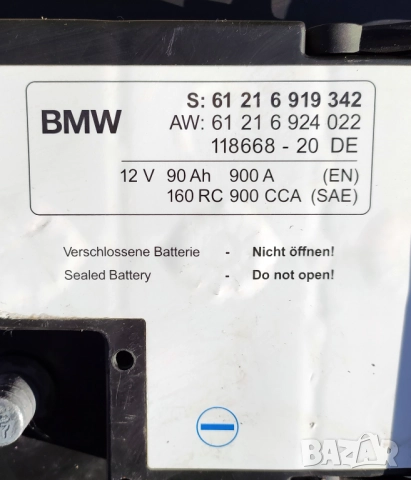 BMW
S: 61 21 6 919 342
AW: 61 21 6 924 022
118668 - 20 DE
12 V 90 Ah 900 A (EN)
160 RC 900 CCA (SAE)
Verschlossene Batterie - Nicht öffnen!
Sealed Battery - Do not open!
BAZAR